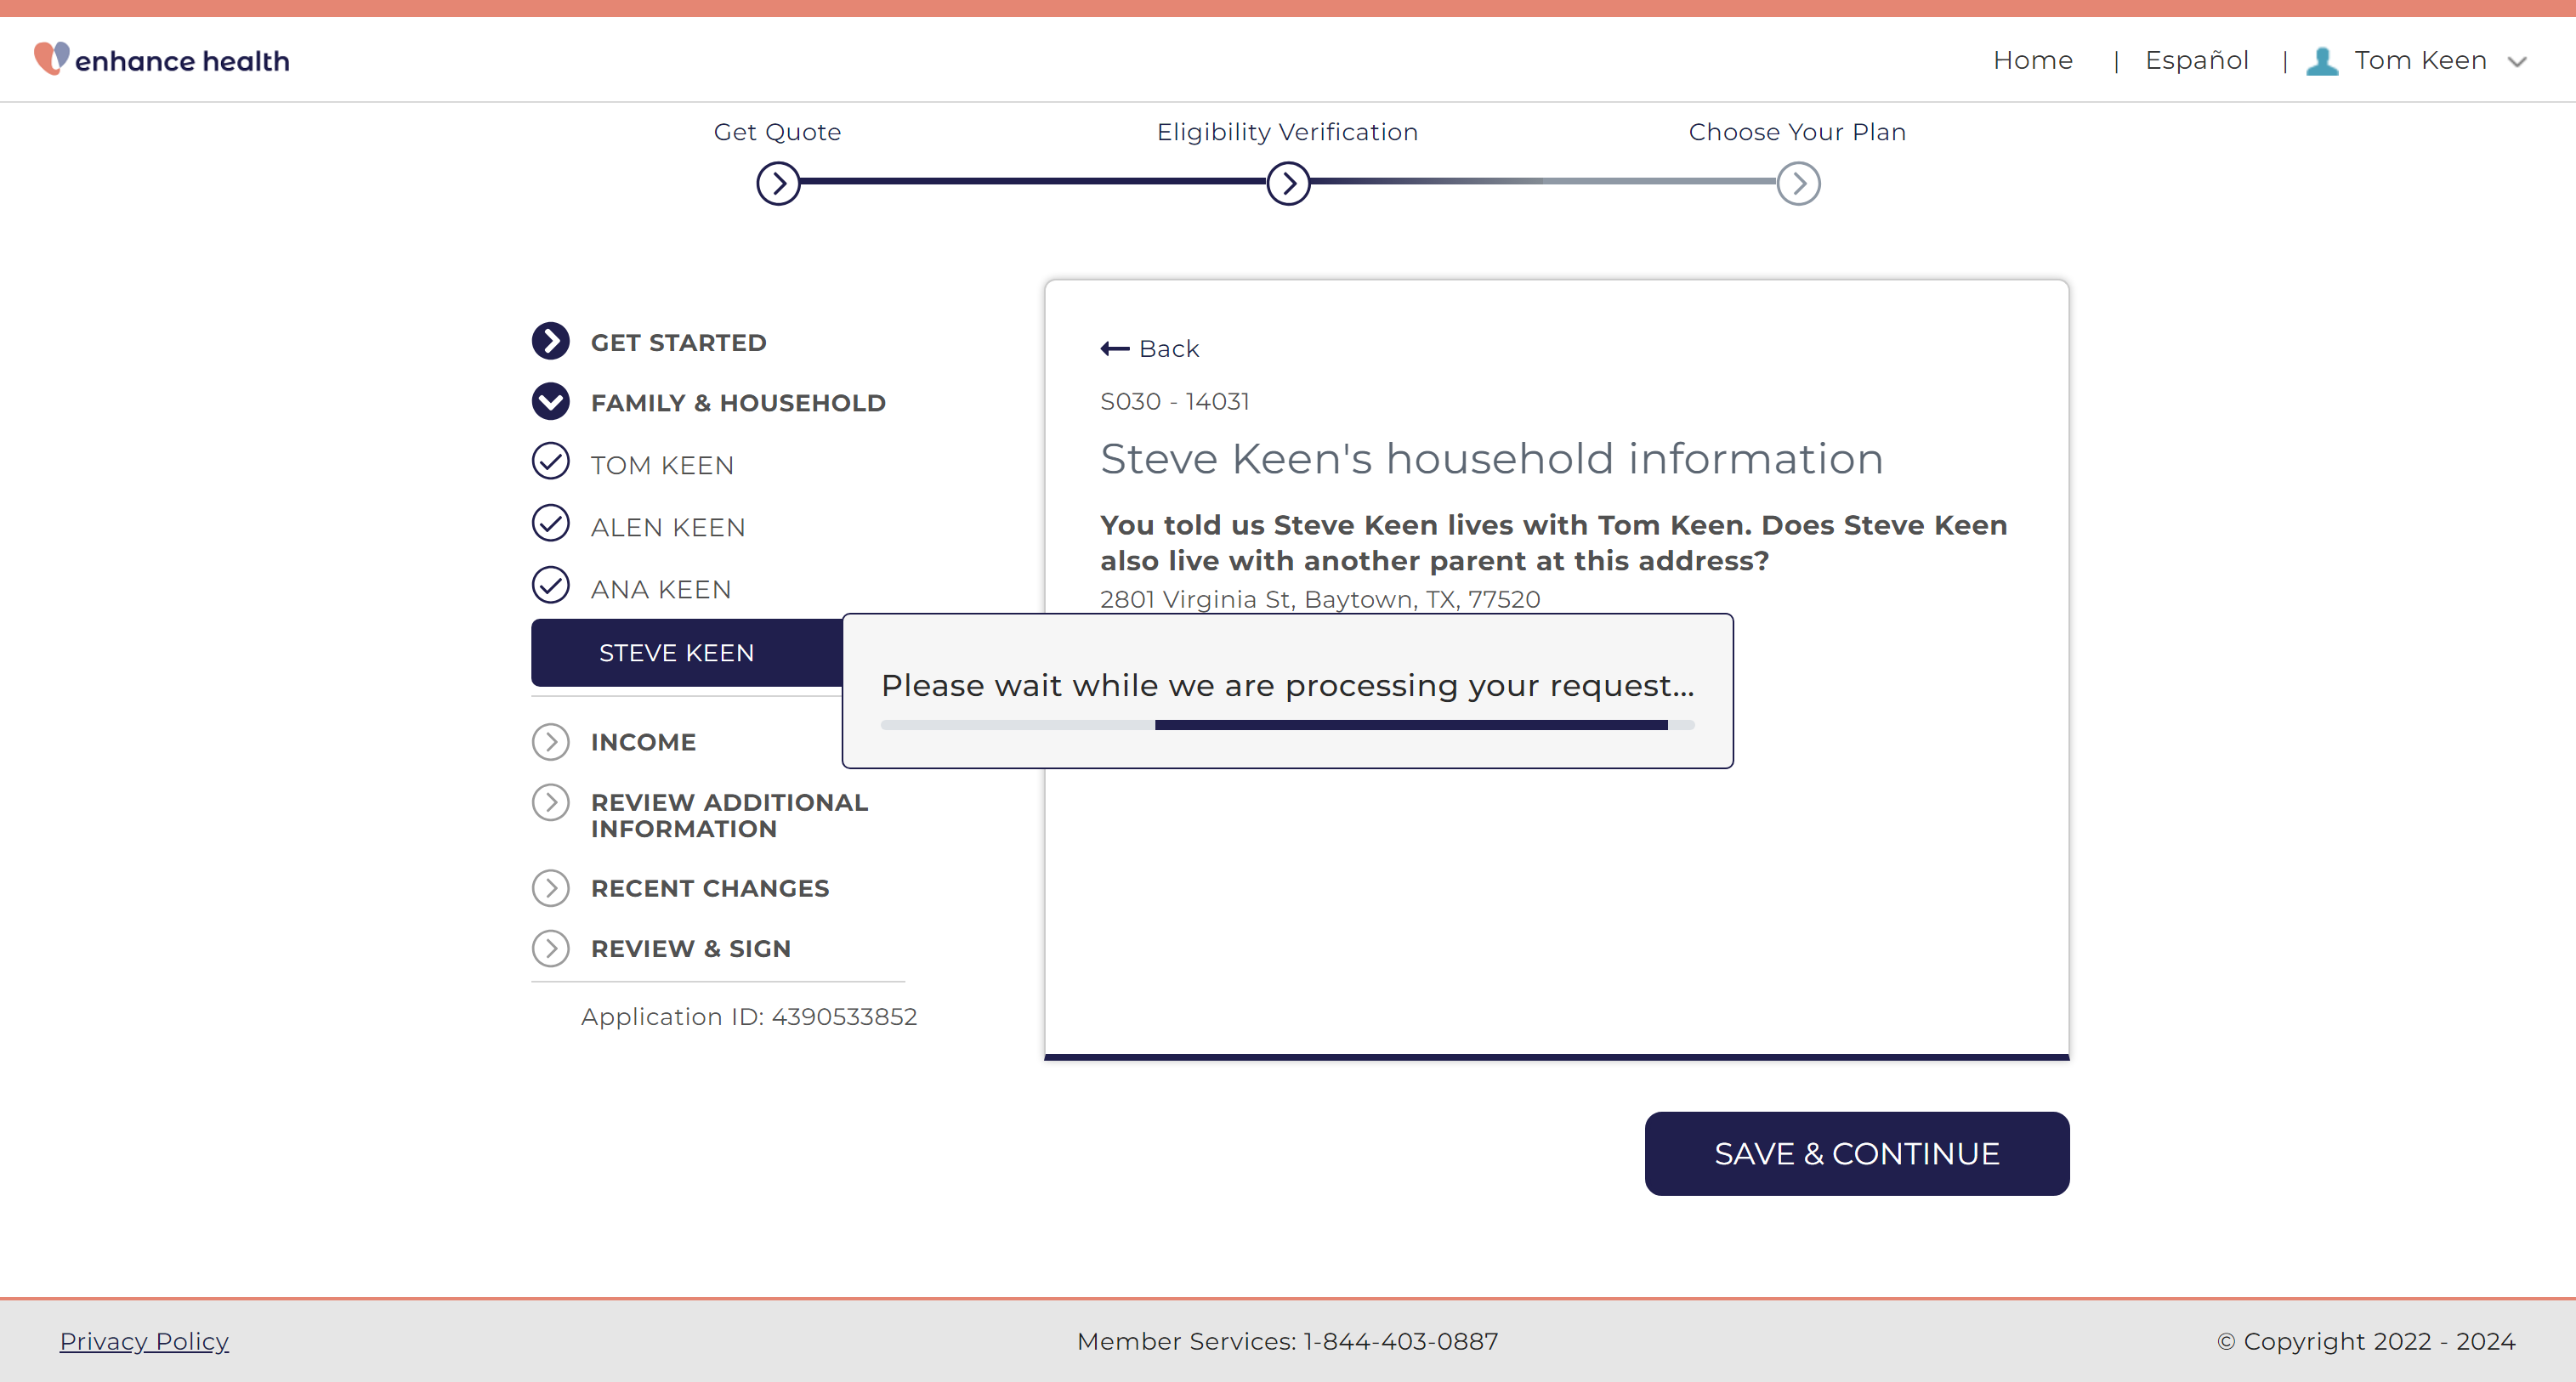 enhance health
Home | Español | Tom Keen
Get Quote
Eligibility Verification
Choose Your Plan
GET STARTED
FAMILY & HOUSEHOLD
TOM KEEN
ALEN KEEN
ANA KEEN
STEVE KEEN
INCOME
REVIEW ADDITIONAL
INFORMATION
RECENT CHANGES
REVIEW & SIGN
Application ID: 4390533852
Back
S030 - 14031
Steve Keen's household information
You told us Steve Keen lives with Tom Keen. Does Steve Keen
also live with another parent at this address?
2801 Virginia St, Baytown, TX, 77520
Please wait while we are processing your request...
SAVE & CONTINUE
Privacy Policy
Member Services: 1-844-403-0887
© Copyright 2022 - 2024